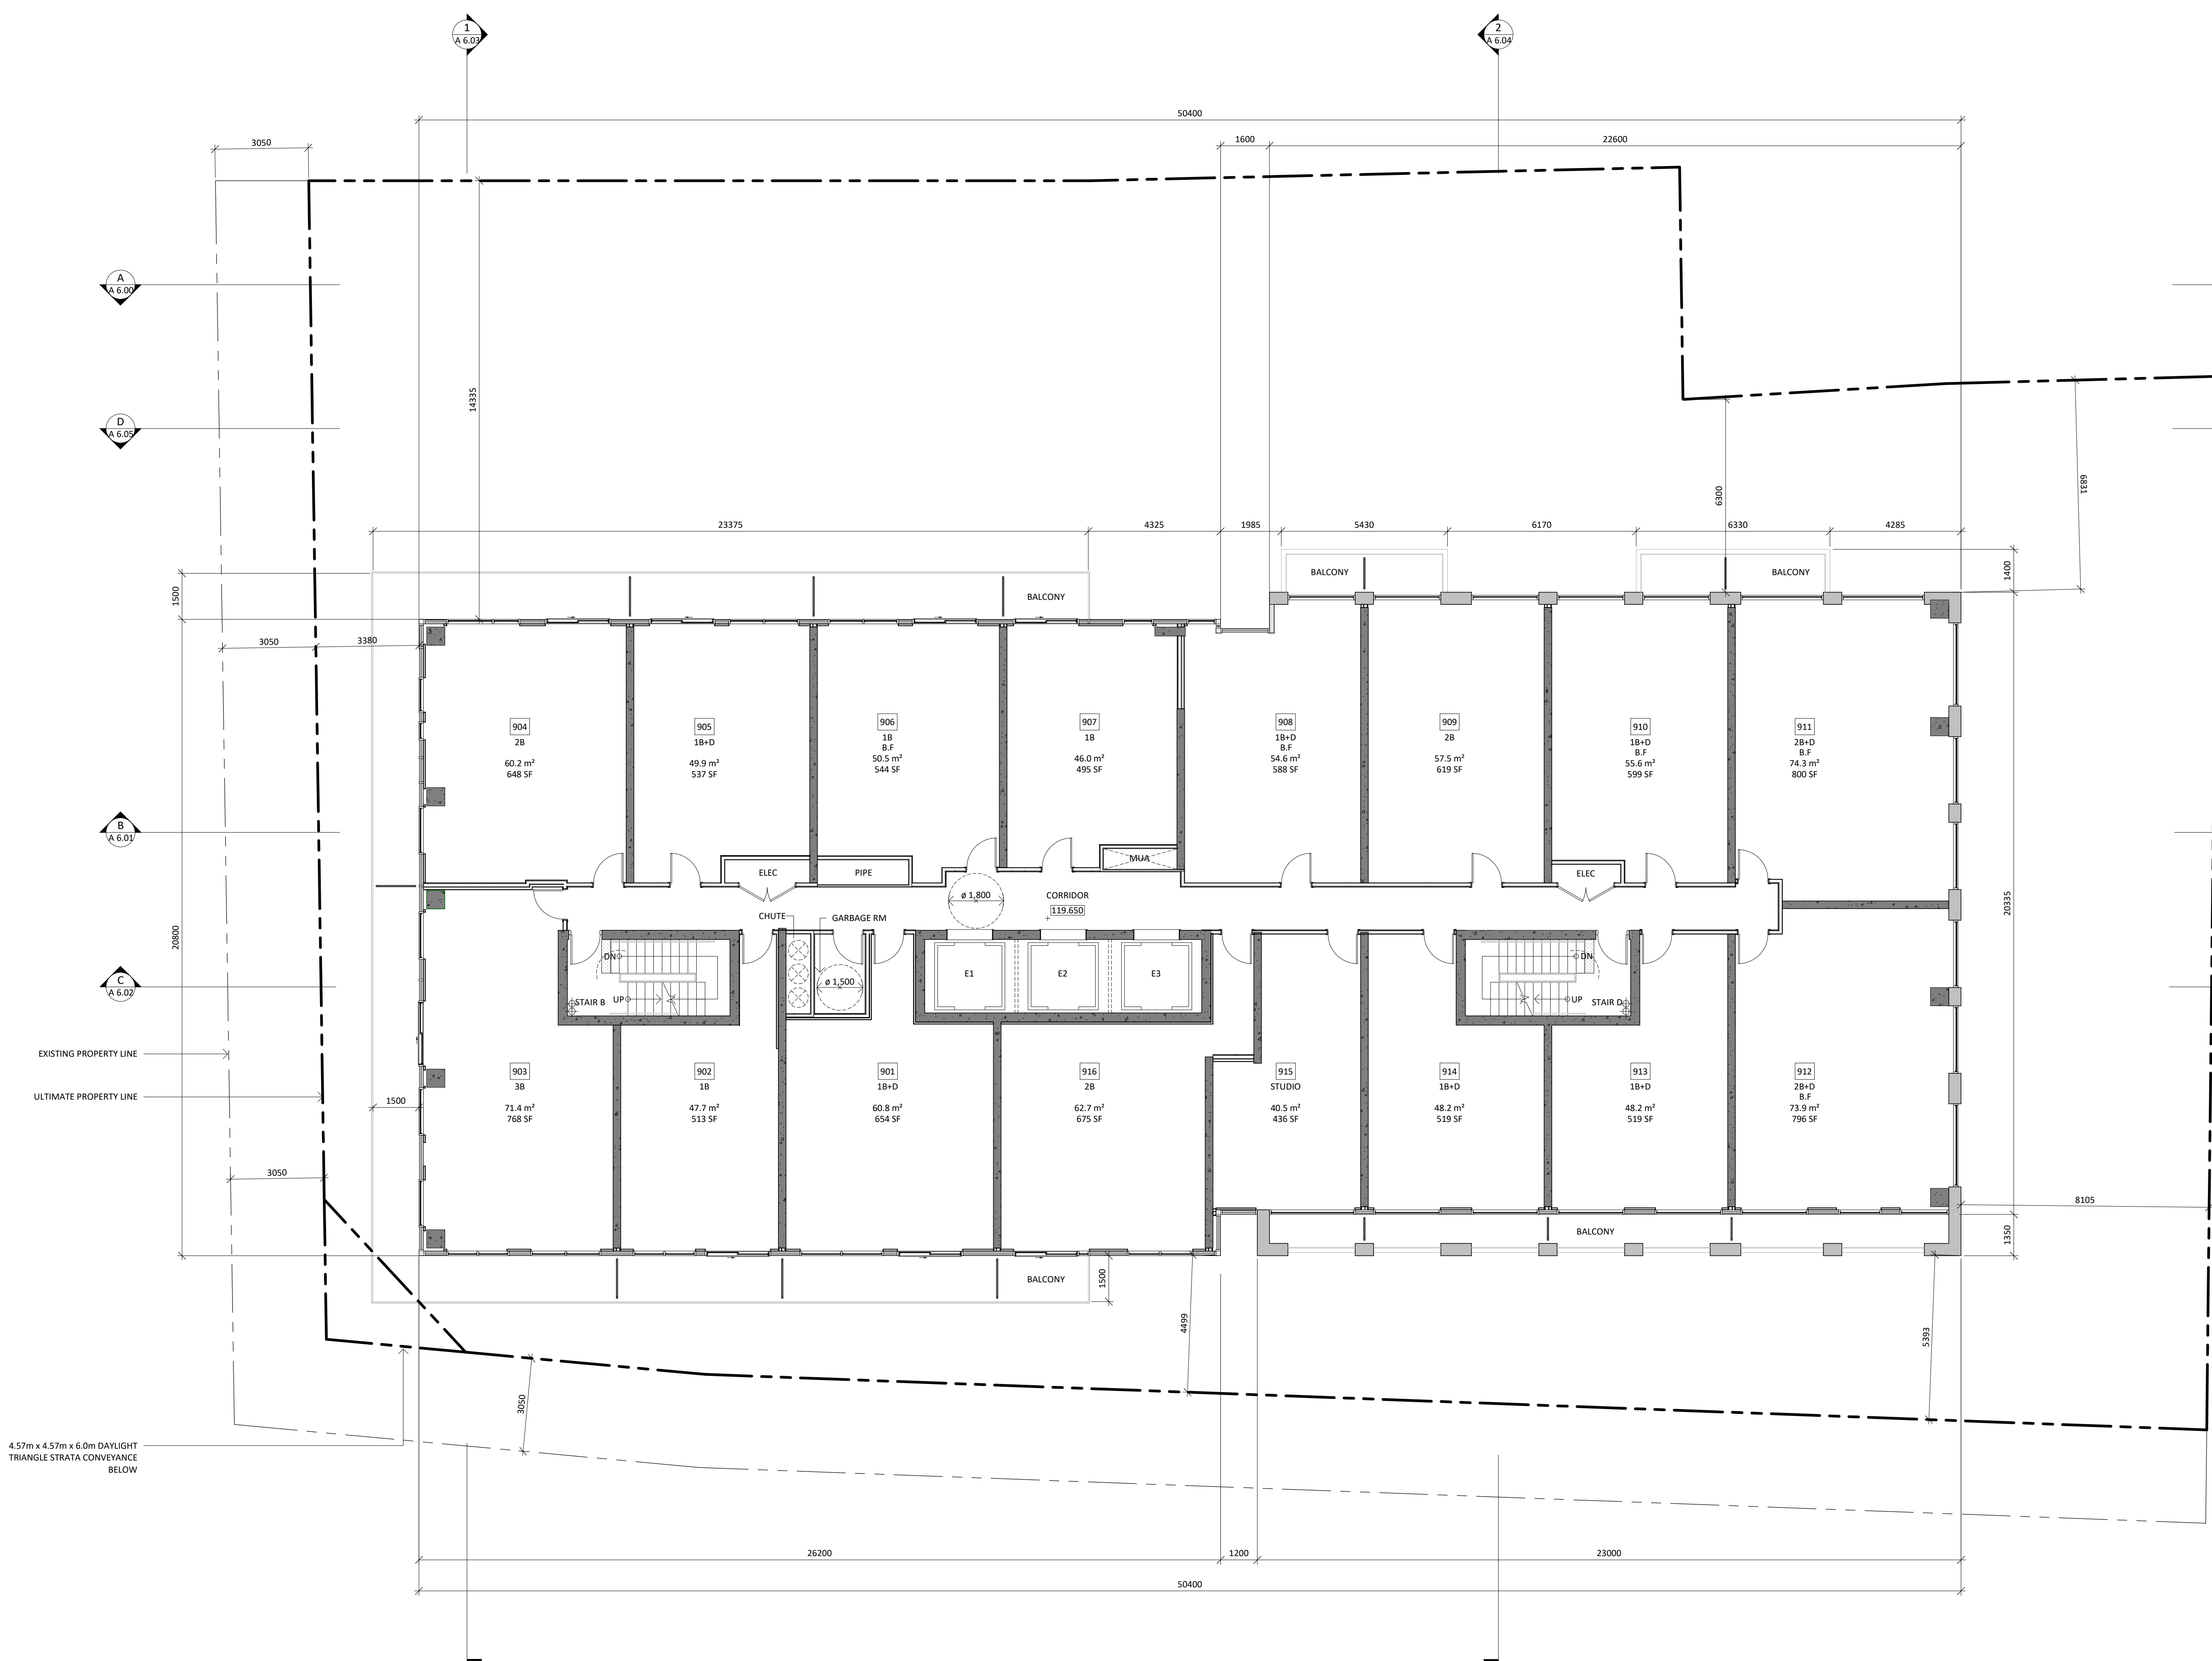 1
A 6.03
2
A 6.04
50400
1600
22600
3050
A
A 6.00
14335
D
A 6.05
6300
6831
23375
4325
1985
5430
6170
6330
4285
BALCONY
BALCONY
BALCONY
1500
1400
3050
3380
904
2B
60.2 m²
648 SF
905
1B+D
49.9 m²
537 SF
906
1B
B.F
50.5 m²
544 SF
907
1B
46.0 m²
495 SF
908
1B+D
B.F
54.6 m²
588 SF
909
2B
57.5 m²
619 SF
910
1B+D
B.F
55.6 m²
599 SF
911
2B+D
B.F
74.3 m²
800 SF
B
A 6.01
ELEC
PIPE
MUA
ELEC
ø 1,800
CORRIDOR
119.650
CHUTE
GARBAGE RM
20800
20335
C
A 6.02
DN
UP
STAIR B
ø 1,500
E1
E2
E3
DN
UP
STAIR D
EXISTING PROPERTY LINE
ULTIMATE PROPERTY LINE
1500
903
3B
71.4 m²
768 SF
902
1B
47.7 m²
513 SF
901
1B+D
60.8 m²
654 SF
916
2B
62.7 m²
675 SF
915
STUDIO
40.5 m²
436 SF
914
1B+D
48.2 m²
519 SF
913
1B+D
48.2 m²
519 SF
912
2B+D
B.F
73.9 m²
796 SF
3050
8105
BALCONY
1350
BALCONY
1500
4499
5393
3050
4.57m x 4.57m x 6.0m DAYLIGHT
TRIANGLE STRATA CONVEYANCE
BELOW
26200
1200
23000
50400